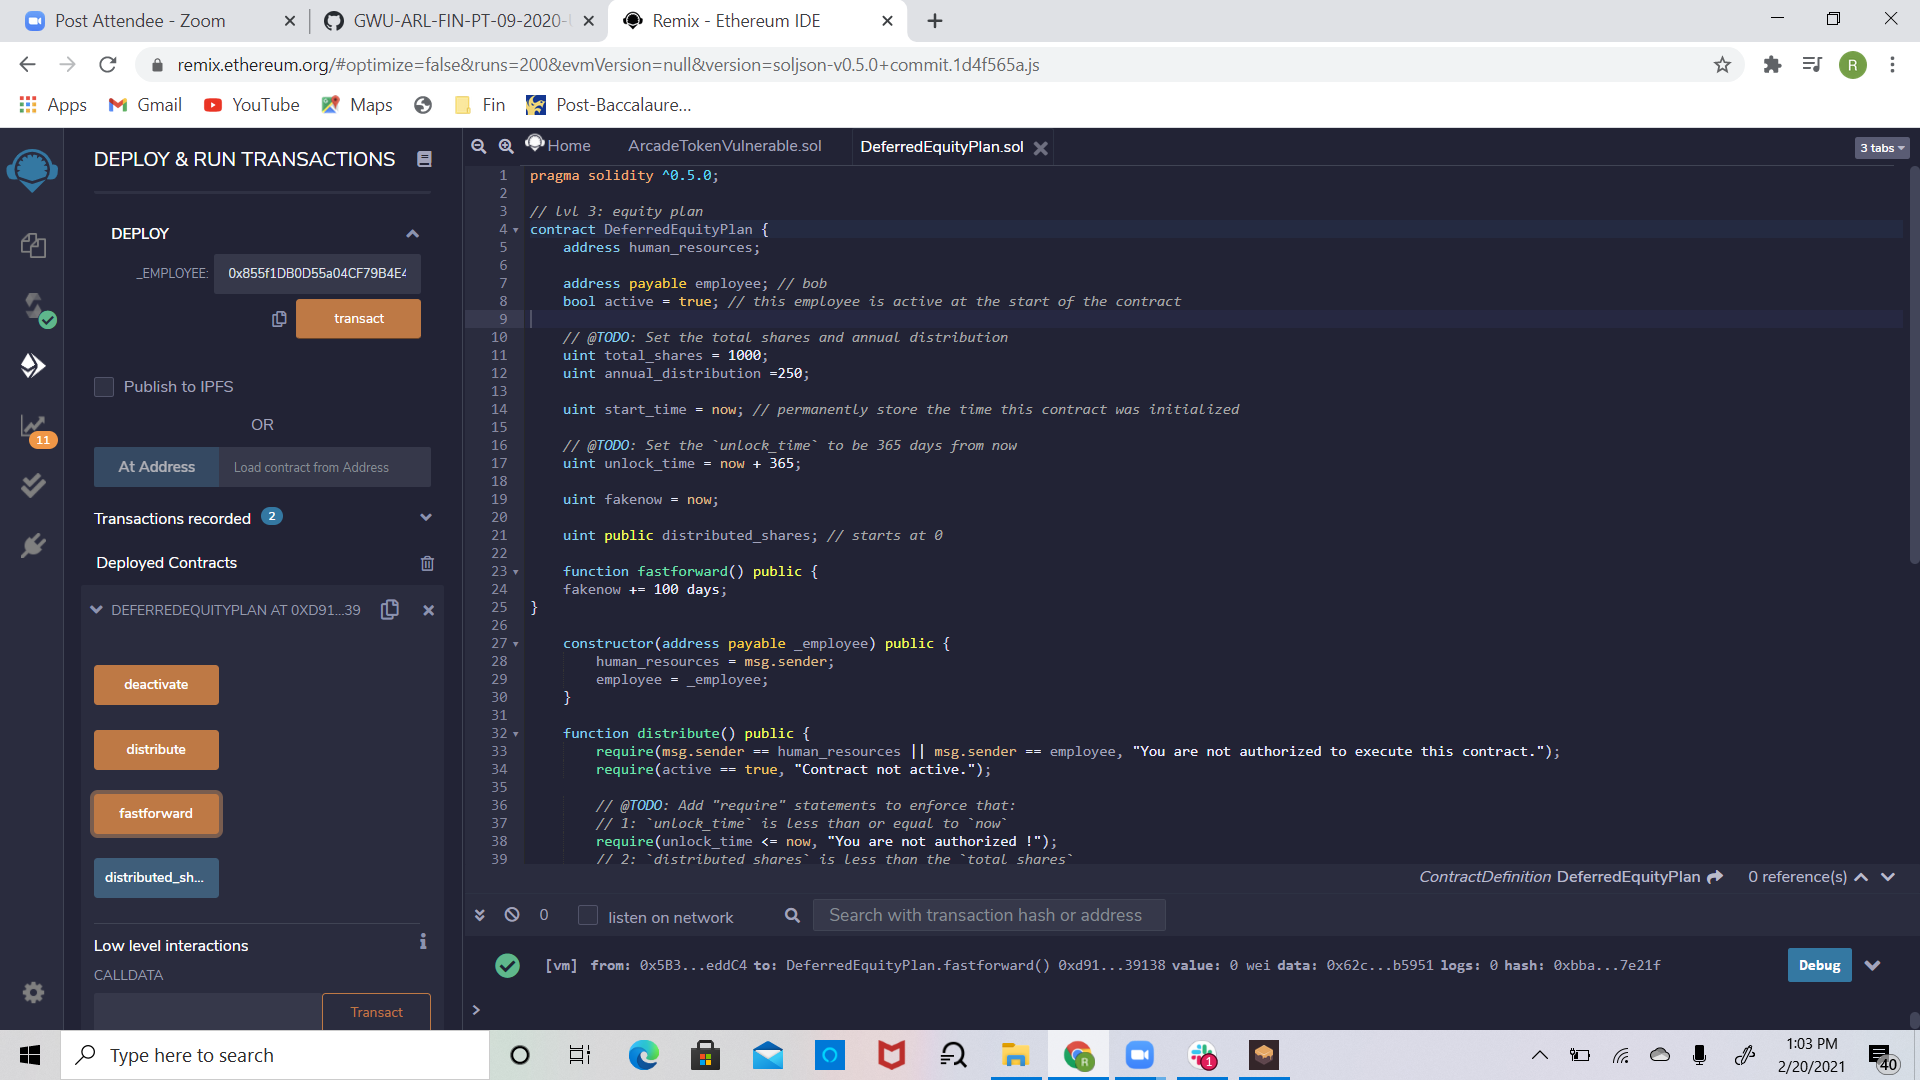 Post Attendee - Zoom
GWU-ARL-FIN-PT-09-2020-
Remix - Ethereum IDE
remix.ethereum.org/#optimize=false&runs=200&evmVersion=null&version=soljson-v0.5.0+commit.1d4f565a.js
R
Apps
Gmail
YouTube
Maps
Fin
Post-Baccalaure...
DEPLOY & RUN TRANSACTIONS
DEPLOY
_EMPLOYEE:
0x855f1DB0D55a04CF79B4E4
transact
Publish to IPFS
OR
At Address
Load contract from Address
Transactions recorded 2
Deployed Contracts
DEFERREDEQUITYPLAN AT 0XD91...39
deactivate
distribute
fastforward
distributed_sh...
Low level interactions
i
CALLDATA
Transact
11
Home
ArcadeTokenVulnerable.sol
DeferredEquityPlan.sol
3 tabs
1 pragma solidity ^0.5.0;
2
3 // lvl 3: equity plan
4 contract DeferredEquityPlan {
5 address human_resources;
6
7 address payable employee; // bob
8 bool active = true; // this employee is active at the start of the contract
9
10 // @TODO: Set the total shares and annual distribution
11 uint total_shares = 1000;
12 uint annual_distribution =250;
13
14 uint start_time = now; // permanently store the time this contract was initialized
15
16 // @TODO: Set the `unlock_time` to be 365 days from now
17 uint unlock_time = now + 365;
18
19 uint fakenow = now;
20
21 uint public distributed_shares; // starts at 0
22
23 function fastforward() public {
24 fakenow += 100 days;
25 }
26
27 constructor(address payable _employee) public {
28 human_resources = msg.sender;
29 employee = _employee;
30 }
31
32 function distribute() public {
33 require(msg.sender == human_resources || msg.sender == employee, "You are not authorized to execute this contract.");
34 require(active == true, "Contract not active.");
35
36 // @TODO: Add "require" statements to enforce that:
37 // 1: `unlock_time` is less than or equal to `now`
38 require(unlock_time <= now, "You are not authorized !");
39 // 2: `distributed_shares` is less than the `total_shares`
ContractDefinition DeferredEquityPlan
0 reference(s)
0
listen on network
Search with transaction hash or address
[vm] from: 0x5B3...eddC4 to: DeferredEquityPlan.fastforward() 0xd91...39138 value: 0 wei data: 0x62c...b5951 logs: 0 hash: 0xbba...7e21f
Debug
>
Type here to search
1
1:03 PM
2/20/2021
40